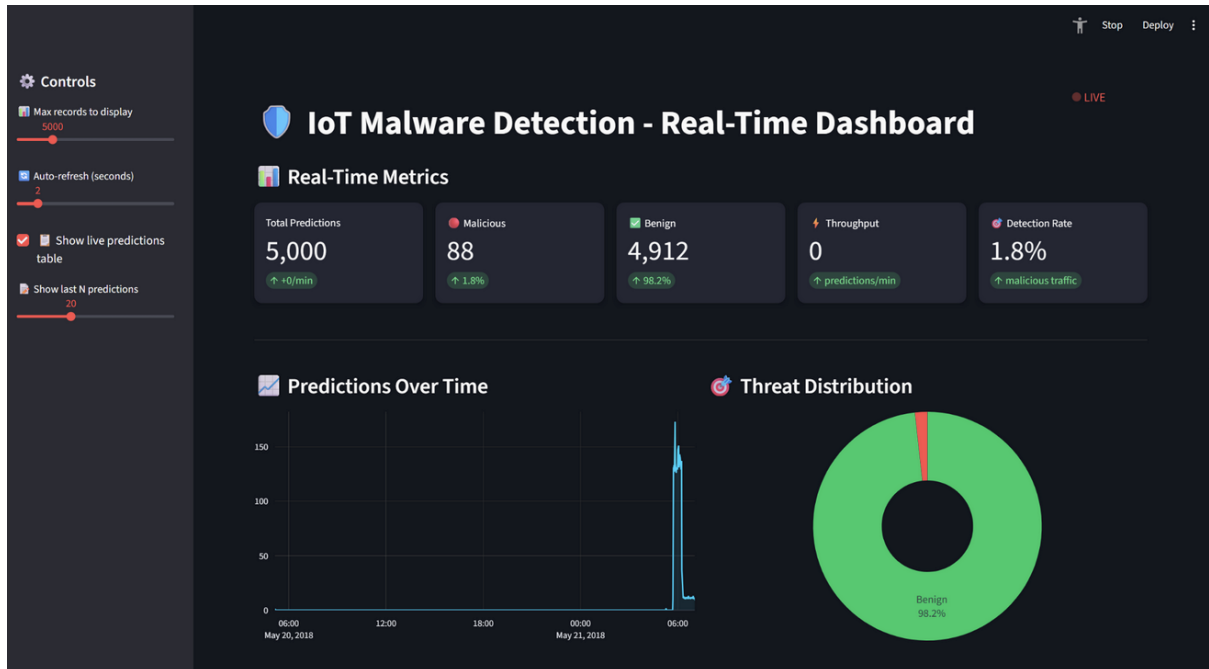 Stop Deploy
Controls
Max records to display
5000
Auto-refresh (seconds)
2
Show live predictions
table
Show last N predictions
20
LIVE
IoT Malware Detection - Real-Time Dashboard
Real-Time Metrics
Total Predictions
5,000
↑ +0/min
Malicious
88
↑ 1.8%
Benign
4,912
↑ 98.2%
Throughput
0
↑ predictions/min
Detection Rate
1.8%
↑ malicious traffic
Predictions Over Time
150
100
50
0
06:00 12:00 18:00 00:00 06:00
May 20, 2018 May 21, 2018
Threat Distribution
Benign
98.2%